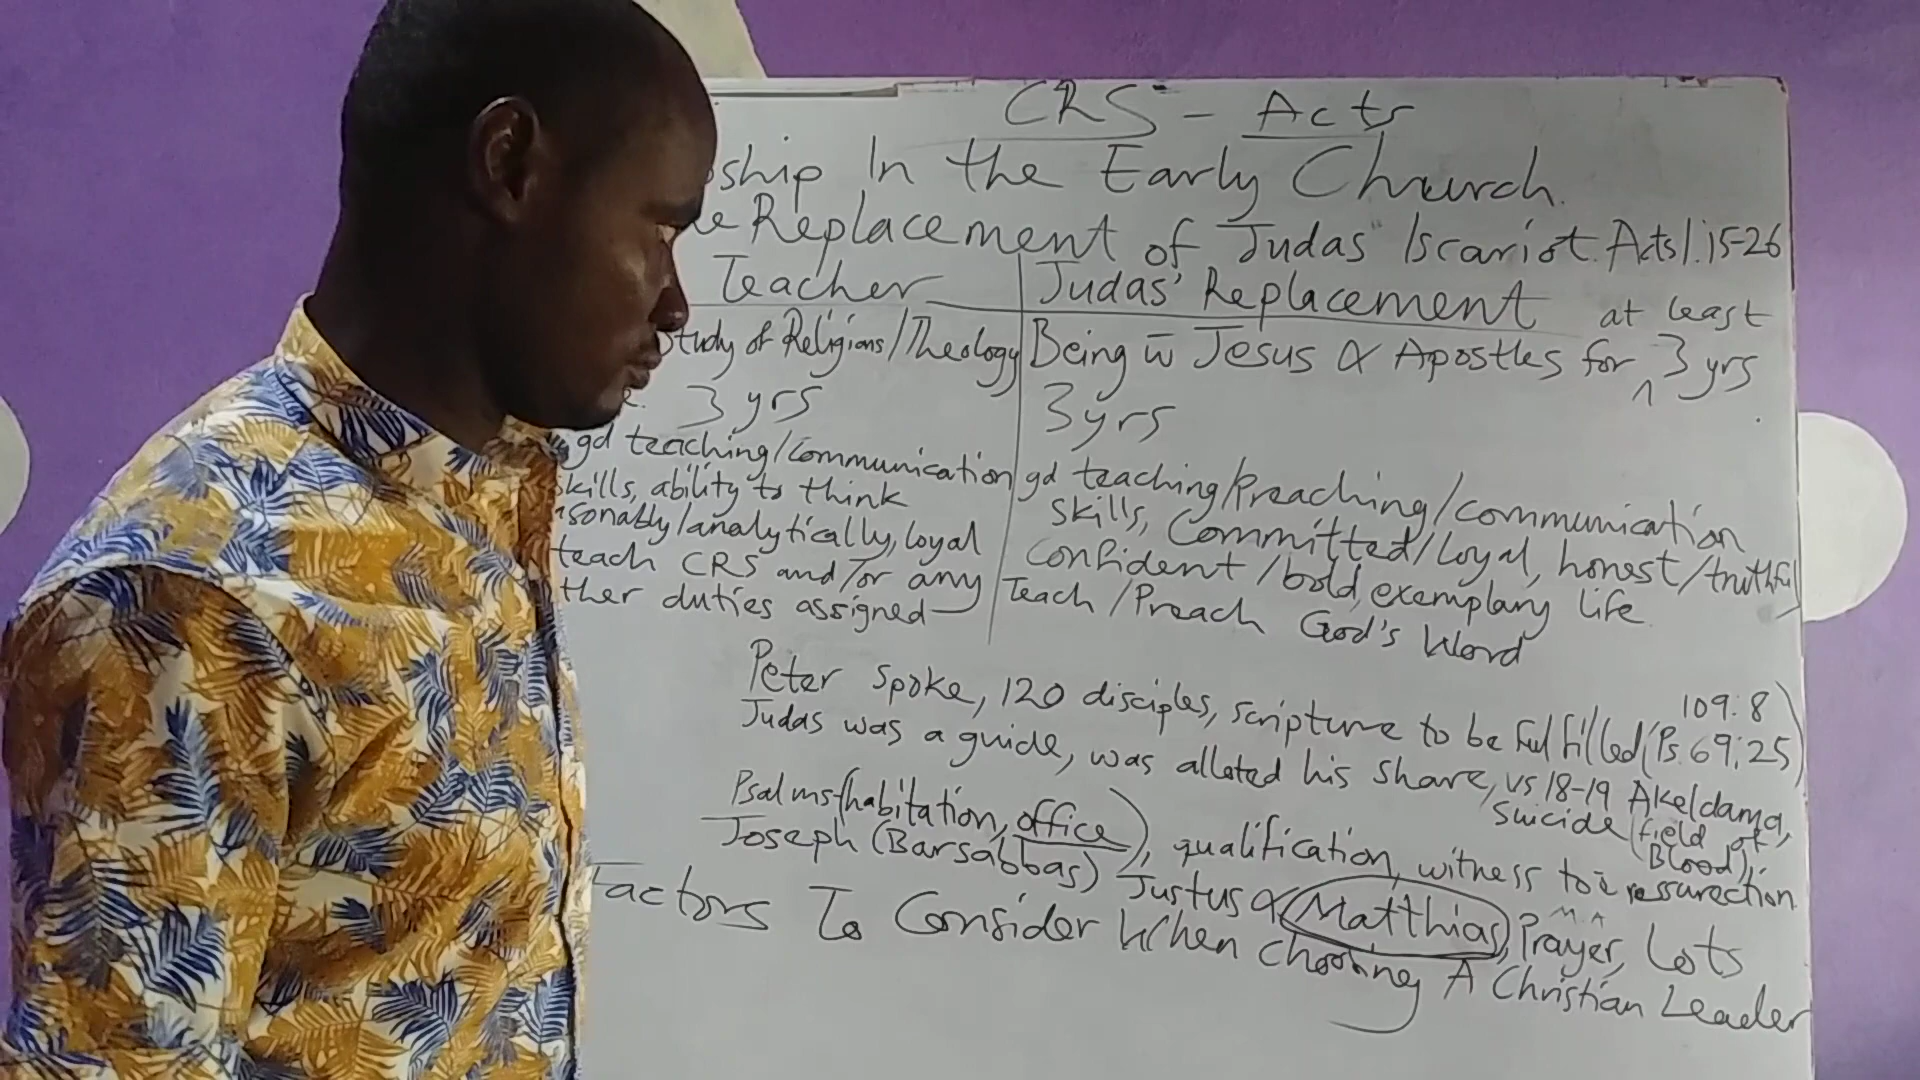 CRS - Acts
ship In the Early Church
e Replacement of Judas Iscariot. Acts 1:15-26
Teacher
Judas' Replacement
Study of Religions/Theology
3 yrs
gd teaching/communication
skills, ability to think
sonably/analytically, loyal
teach CRS and/or any
ther duties assigned
Being w̄ Jesus & Apostles for at least 3 yrs
3 yrs
gd teaching/Preaching/communication
skills, Committed/Loyal, honest/truthful
Confident/bold, exemplary life
Teach/Preach God's Word
Peter spoke, 120 disciples, scripture to be fulfilled (Ps. 69:25
109:8)
Judas was a guide, was alloted his share, vs 18-19 Akeldama,
suicide (field of
Blood),
Psalms (habitation, office), qualification, witness to resurection
Joseph (Barsabbas) Justus & Matthias, Prayer, Lots
Factors To Consider When Choosing A Christian Leader